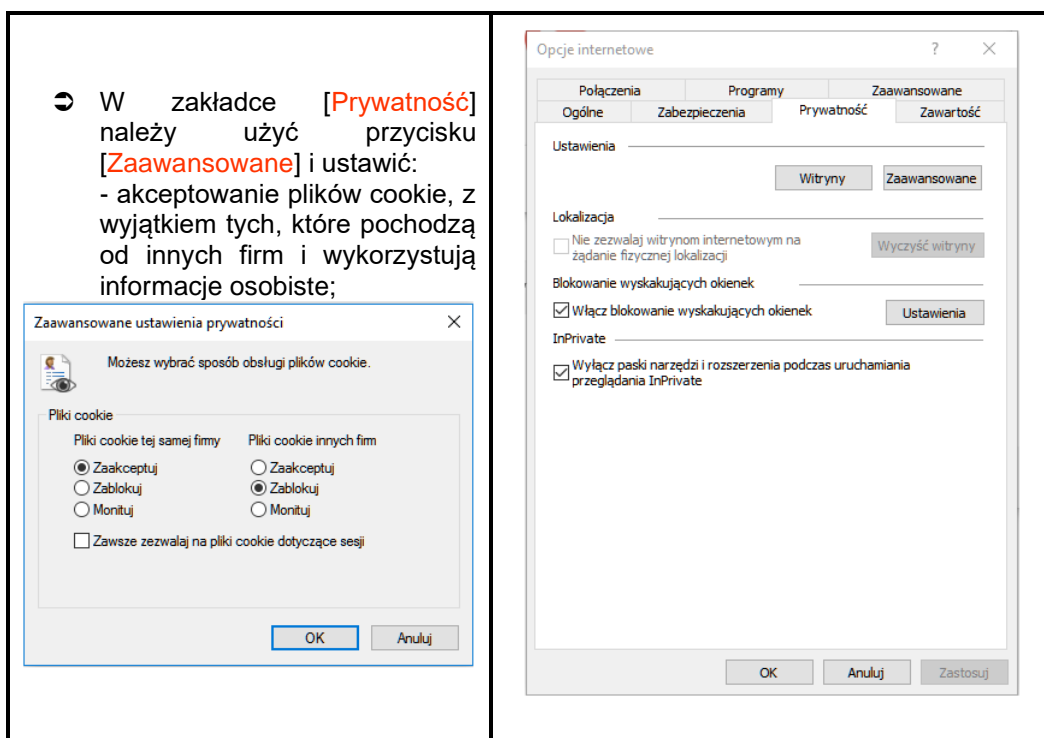 ➲ W zakładce [Prywatność]
należy użyć przycisku
[Zaawansowane] i ustawić:
- akceptowanie plików cookie, z
wyjątkiem tych, które pochodzą
od innych firm i wykorzystują
informacje osobiste;
Zaawansowane ustawienia prywatności
Możesz wybrać sposób obsługi plików cookie.
Pliki cookie
Pliki cookie tej samej firmy Pliki cookie innych firm
Zaakceptuj Zaakceptuj
Zablokuj Zablokuj
Monituj Monituj
Zawsze zezwalaj na pliki cookie dotyczące sesji
OK Anuluj
Opcje internetowe ?
Połączenia Programy Zaawansowane
Ogólne Zabezpieczenia Prywatność Zawartość
Ustawienia
Witryny Zaawansowane
Lokalizacja
Nie zezwalaj witrynom internetowym na
żądanie fizycznej lokalizacji
Wyczyść witryny
Blokowanie wyskakujących okienek
Włącz blokowanie wyskakujących okienek Ustawienia
InPrivate
Wyłącz paski narzędzi i rozszerzenia podczas uruchamiania
przeglądania InPrivate
OK Anuluj Zastosuj